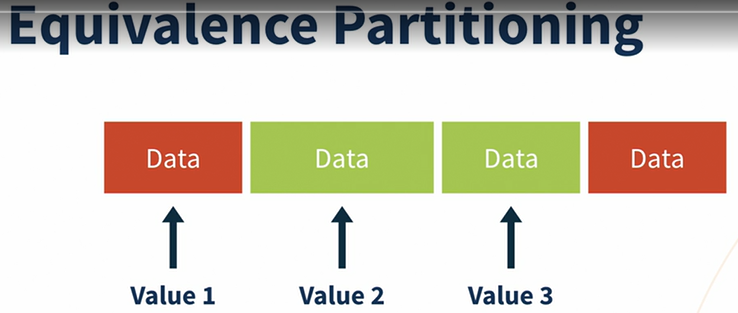 Equivalence Partitioning
Data Data Data Data
Value 1 Value 2 Value 3